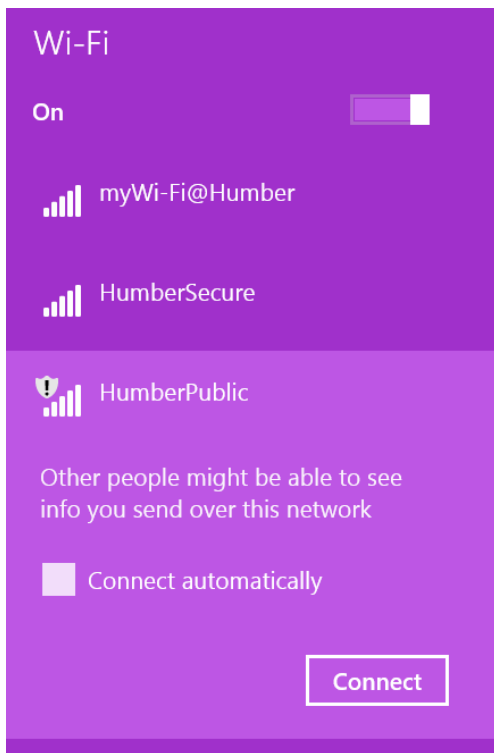 Wi-Fi
On
myWi-Fi@Humber
HumberSecure
HumberPublic
Other people might be able to see
info you send over this network
Connect automatically
Connect